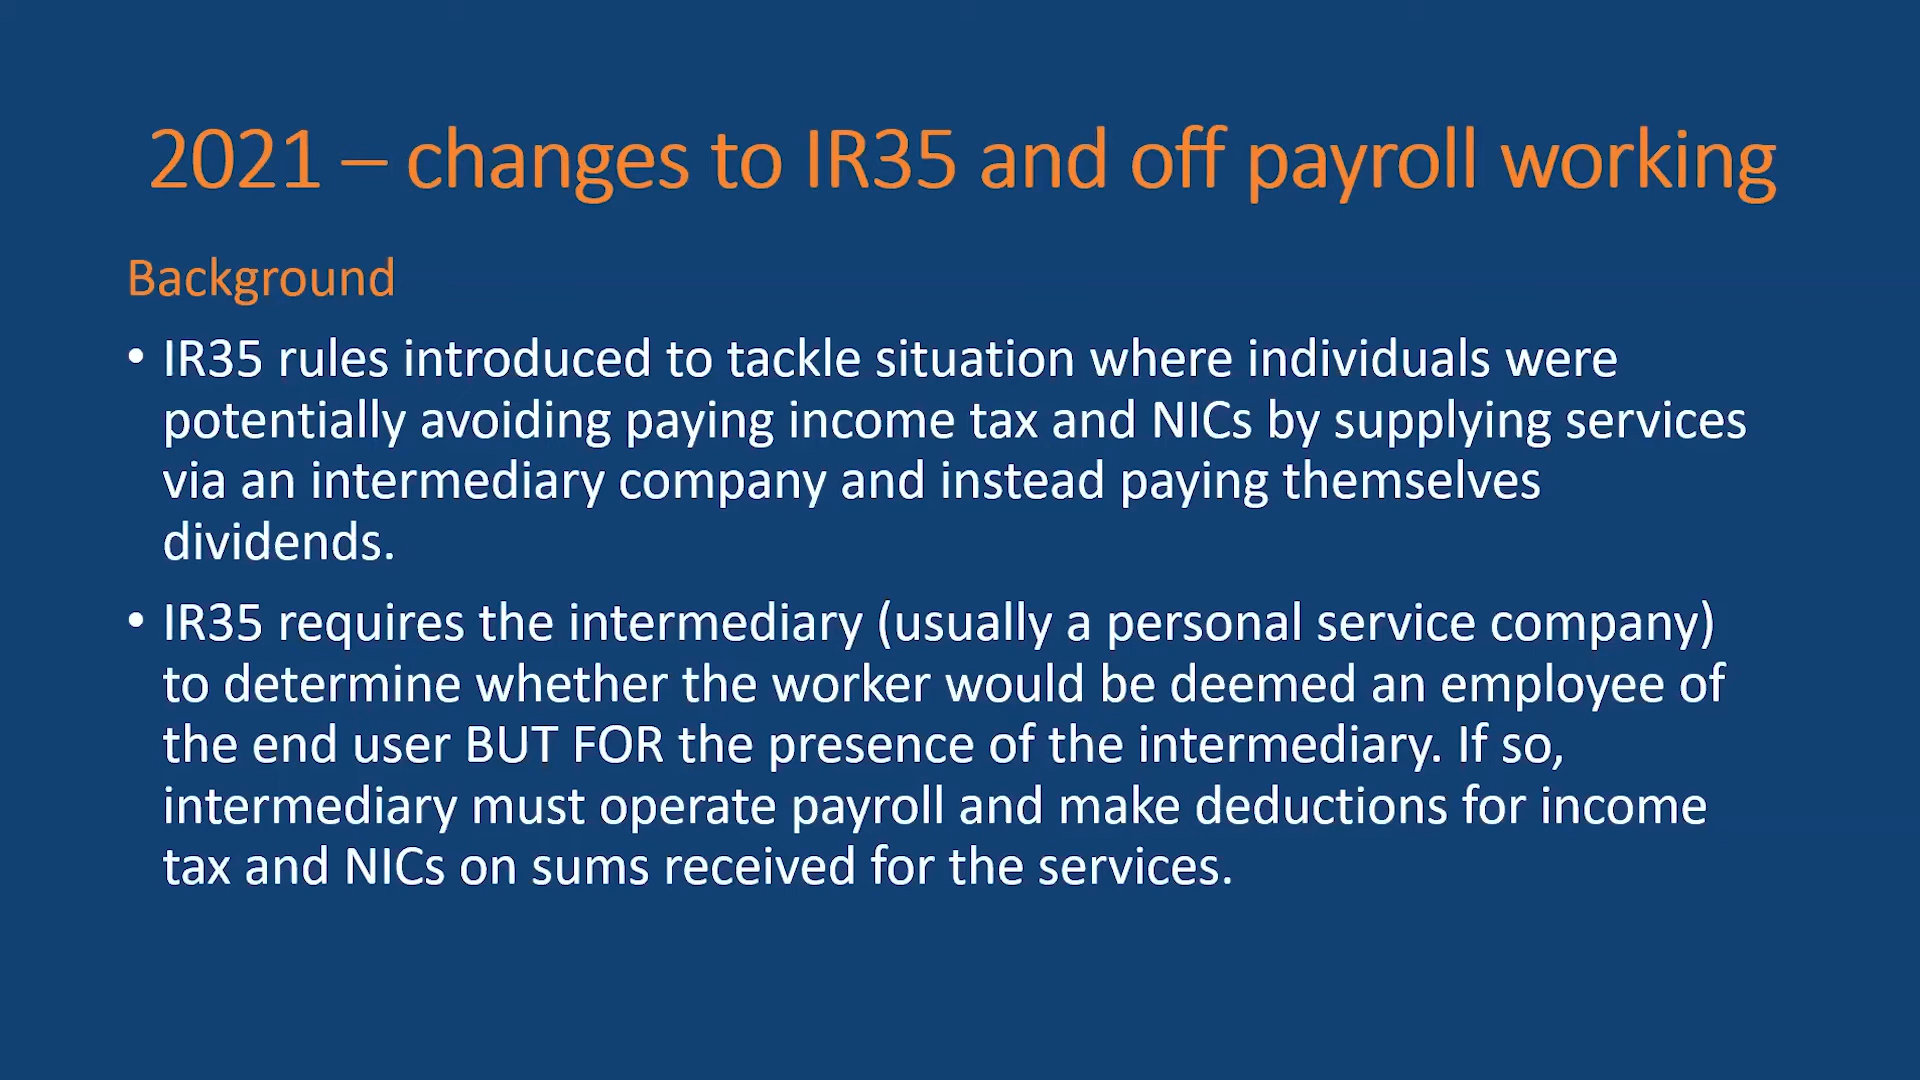 2021 – changes to IR35 and off payroll working
Background
• IR35 rules introduced to tackle situation where individuals were
potentially avoiding paying income tax and NICs by supplying services
via an intermediary company and instead paying themselves
dividends.
• IR35 requires the intermediary (usually a personal service company)
to determine whether the worker would be deemed an employee of
the end user BUT FOR the presence of the intermediary. If so,
intermediary must operate payroll and make deductions for income
tax and NICs on sums received for the services.